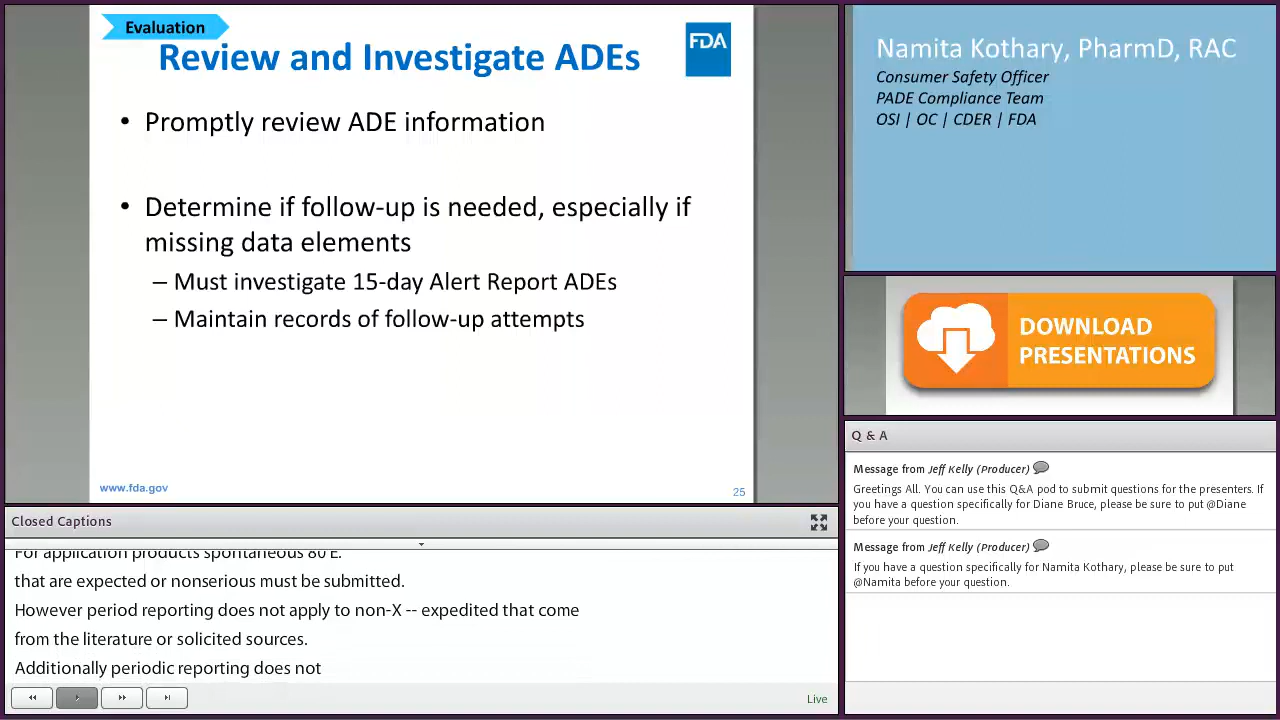 Evaluation
Review and Investigate ADEs
FDA
• Promptly review ADE information
• Determine if follow-up is needed, especially if
missing data elements
– Must investigate 15-day Alert Report ADEs
– Maintain records of follow-up attempts
www.fda.gov
25
Namita Kothary, PharmD, RAC
Consumer Safety Officer
PADE Compliance Team
OSI | OC | CDER | FDA
DOWNLOAD
PRESENTATIONS
Q & A
Message from Jeff Kelly (Producer)
Greetings All. You can use this Q&A pod to submit questions for the presenters. If
you have a question specifically for Diane Bruce, please be sure to put @Diane
before your question.
Message from Jeff Kelly (Producer)
If you have a question specifically for Namita Kothary, please be sure to put
@Namita before your question.
Closed Captions
For application products spontaneous 80 E.
that are expected or nonserious must be submitted.
However period reporting does not apply to non-X -- expedited that come
from the literature or solicited sources.
Additionally periodic reporting does not
Live